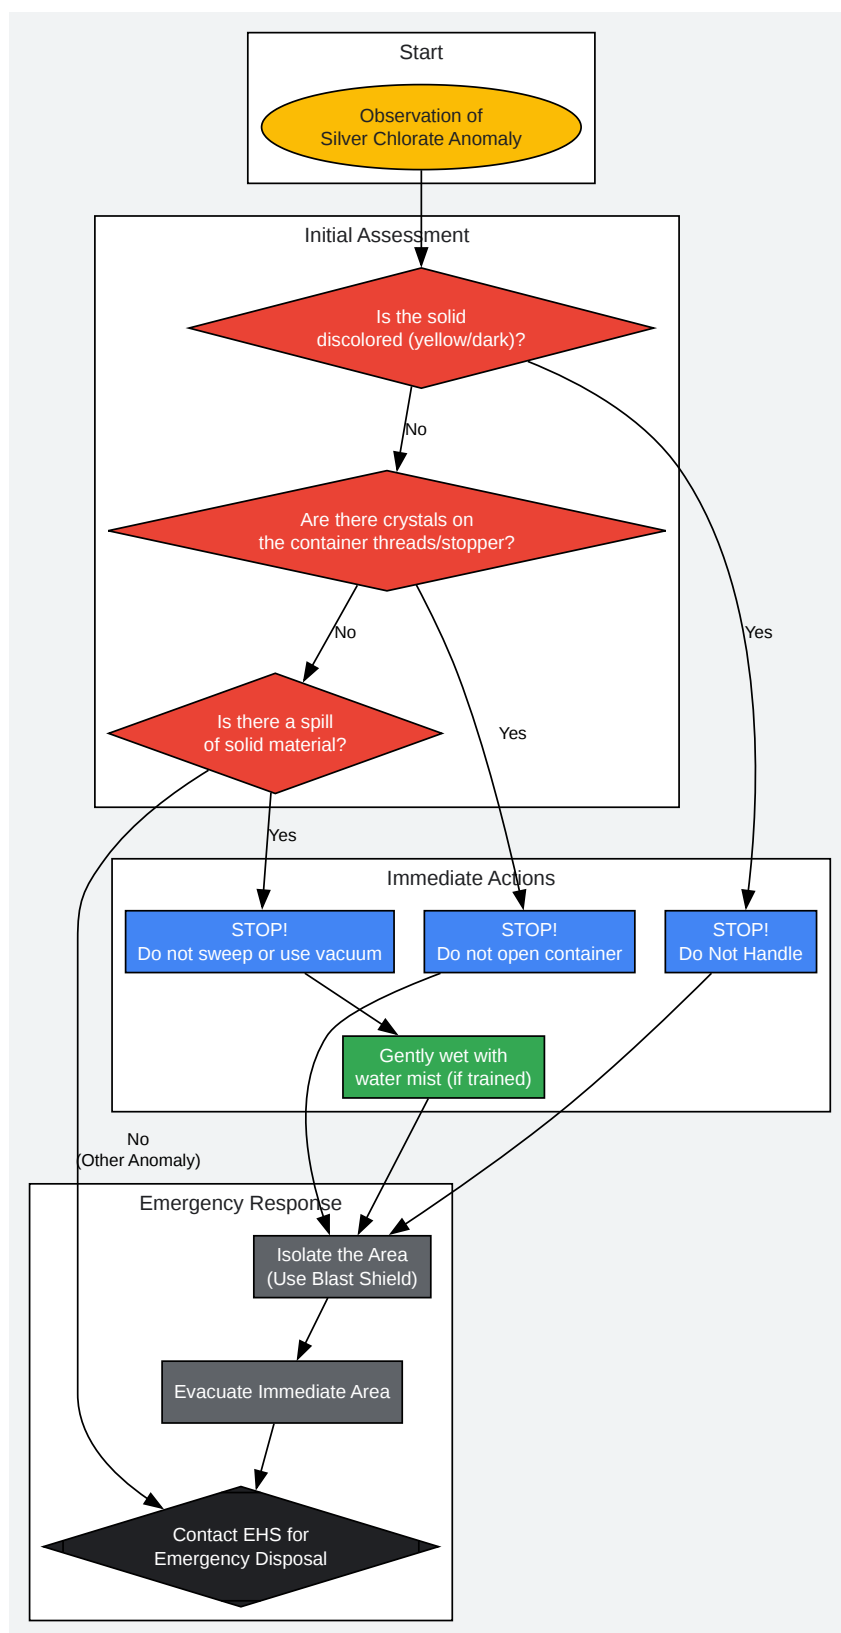 Start
Observation of
Silver Chlorate Anomaly
Initial Assessment
Is the solid
discolored (yellow/dark)?
No
Are there crystals on
the container threads/stopper?
No
Yes
Is there a spill
of solid material?
Yes
Yes
Immediate Actions
STOP!
Do not sweep or use vacuum
STOP!
Do not open container
STOP!
Do Not Handle
Gently wet with
water mist (if trained)
No
(Other Anomaly)
Emergency Response
Isolate the Area
(Use Blast Shield)
Evacuate Immediate Area
Contact EHS for
Emergency Disposal